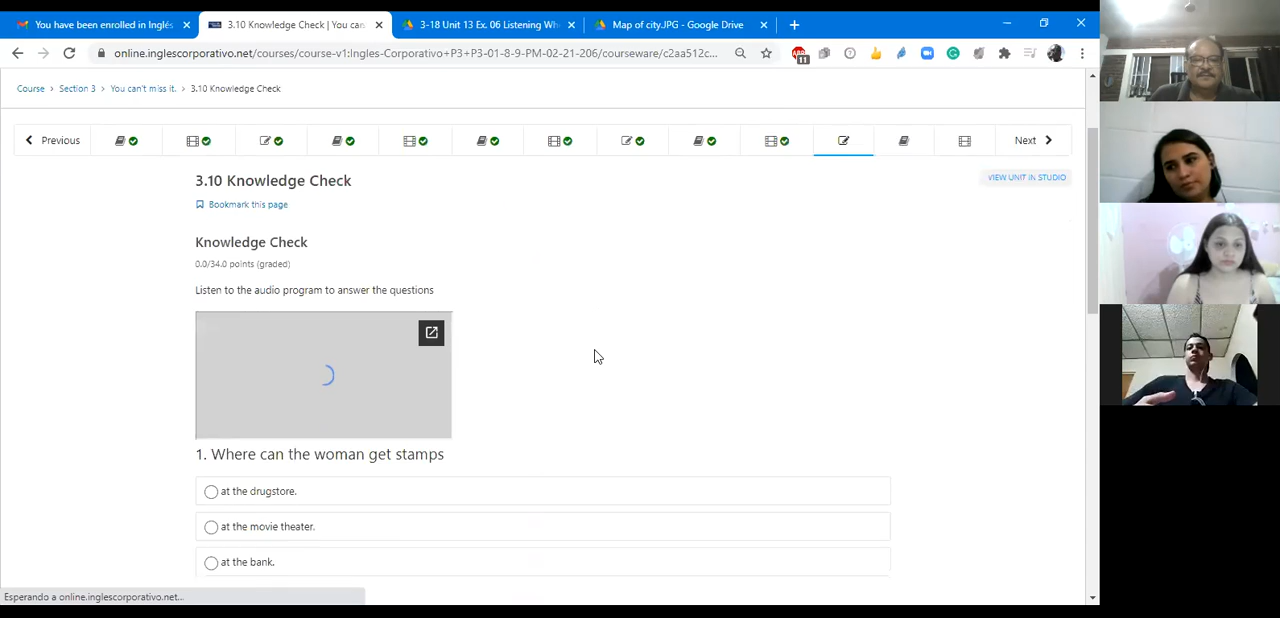 You have been enrolled in Inglés
3.10 Knowledge Check | You can
3-18 Unit 13 Ex. 06 Listening Wh
Map of city.JPG - Google Drive
online.inglescorporativo.net/courses/course-v1:Ingles-Corporativo+P3+P3-01-8-9-PM-02-21-206/courseware/c2aa512c...
11
Course > Section 3 > You can't miss it. > 3.10 Knowledge Check
Previous
Next
3.10 Knowledge Check
VIEW UNIT IN STUDIO
Bookmark this page
Knowledge Check
0.0/34.0 points (graded)
Listen to the audio program to answer the questions
1. Where can the woman get stamps
at the drugstore.
at the movie theater.
at the bank.
Esperando a online.inglescorporativo.net...